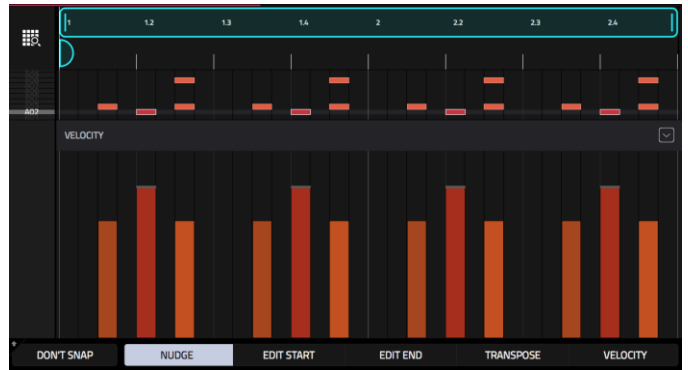 1 1.2 1.3 1.4 2 2.2 2.3 2.4
A02
VELOCITY
DON'T SNAP NUDGE EDIT START EDIT END TRANSPOSE VELOCITY